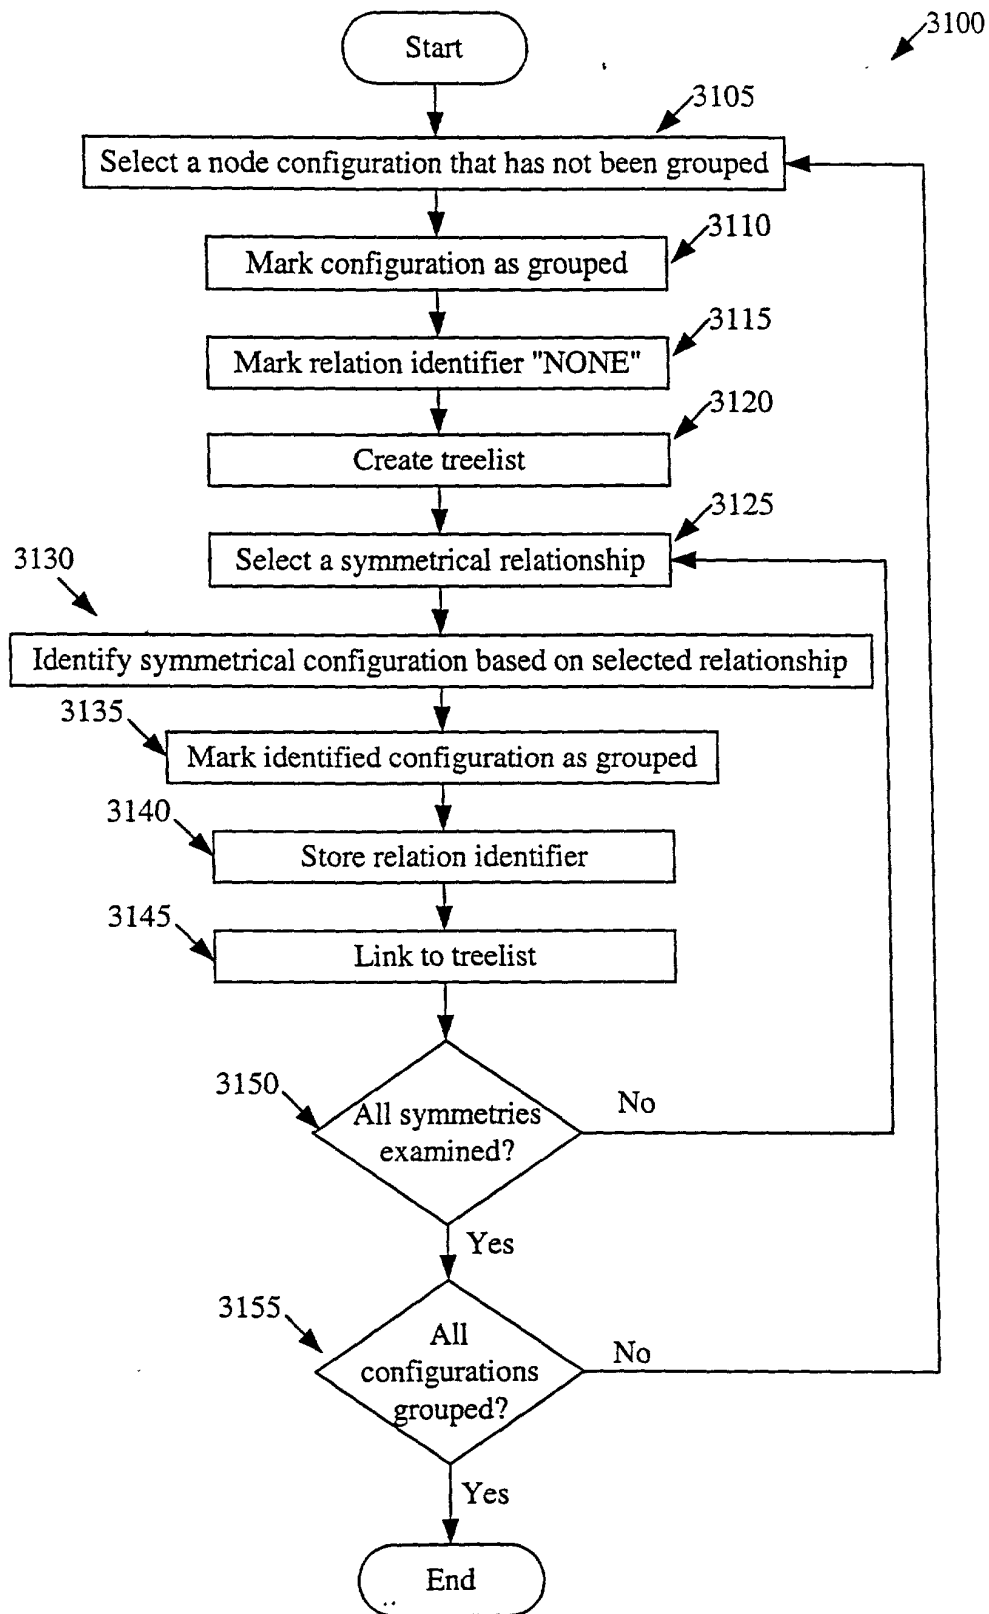 3100
Start
3105
Select a node configuration that has not been grouped
3110
Mark configuration as grouped
3115
Mark relation identifier "NONE"
3120
Create treelist
3125
Select a symmetrical relationship
3130
Identify symmetrical configuration based on selected relationship
3135
Mark identified configuration as grouped
3140
Store relation identifier
3145
Link to treelist
3150
All symmetries
examined?
No
Yes
3155
All
configurations
grouped?
No
Yes
End